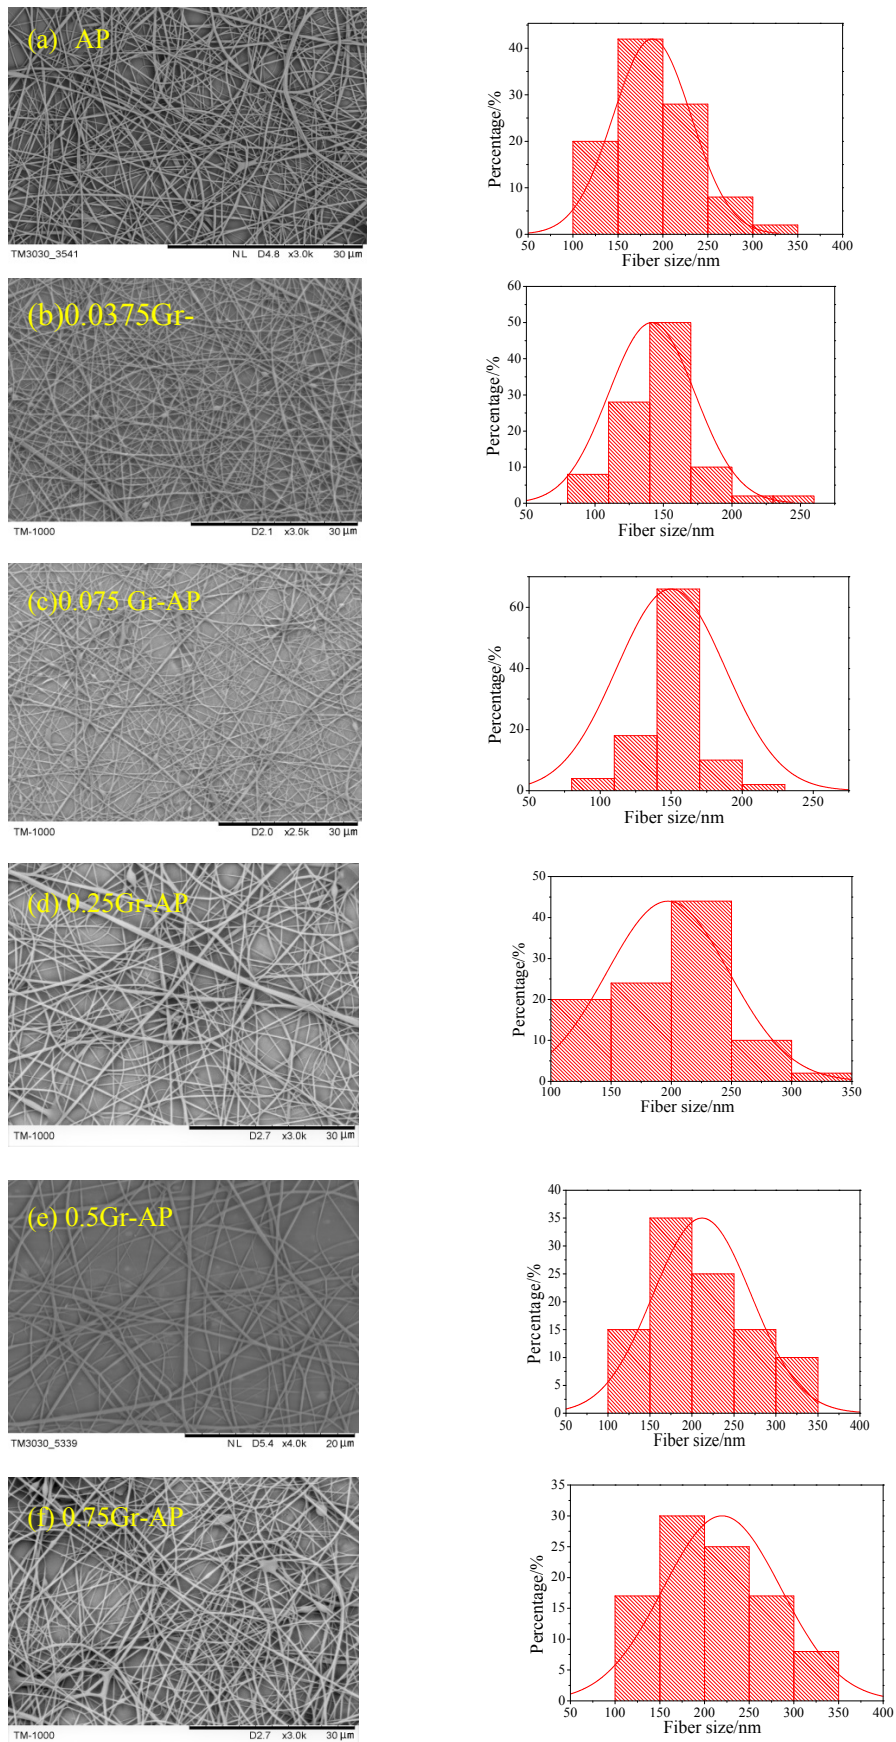 (a) AP
TM3030_3541 NL D4.8 x3.0k 30 μm
Percentage/%
40
30
20
10
0
50 100 150 200 250 300 350 400
Fiber size/nm
(b)0.0375Gr-
TM-1000 D2.1 x3.0k 30 μm
Percentage/%
60
50
40
30
20
10
0
50 100 150 200 250
Fiber size/nm
(c)0.075 Gr-AP
TM-1000 D2.0 x2.5k 30 μm
Percentage/%
60
40
20
0
50 100 150 200 250
Fiber size/nm
(d) 0.25Gr-AP
TM-1000 D2.7 x3.0k 30 μm
Percentage/%
50
40
30
20
10
0
100 150 200 250 300 350
Fiber size/nm
(e) 0.5Gr-AP
TM3030_5339 NL D5.4 x4.0k 20 μm
Percentage/%
40
35
30
25
20
15
10
5
0
50 100 150 200 250 300 350 400
Fiber size/nm
(f) 0.75Gr-AP
TM-1000 D2.7 x3.0k 30 μm
Percentage/%
35
30
25
20
15
10
5
0
50 100 150 200 250 300 350 400
Fiber size/nm